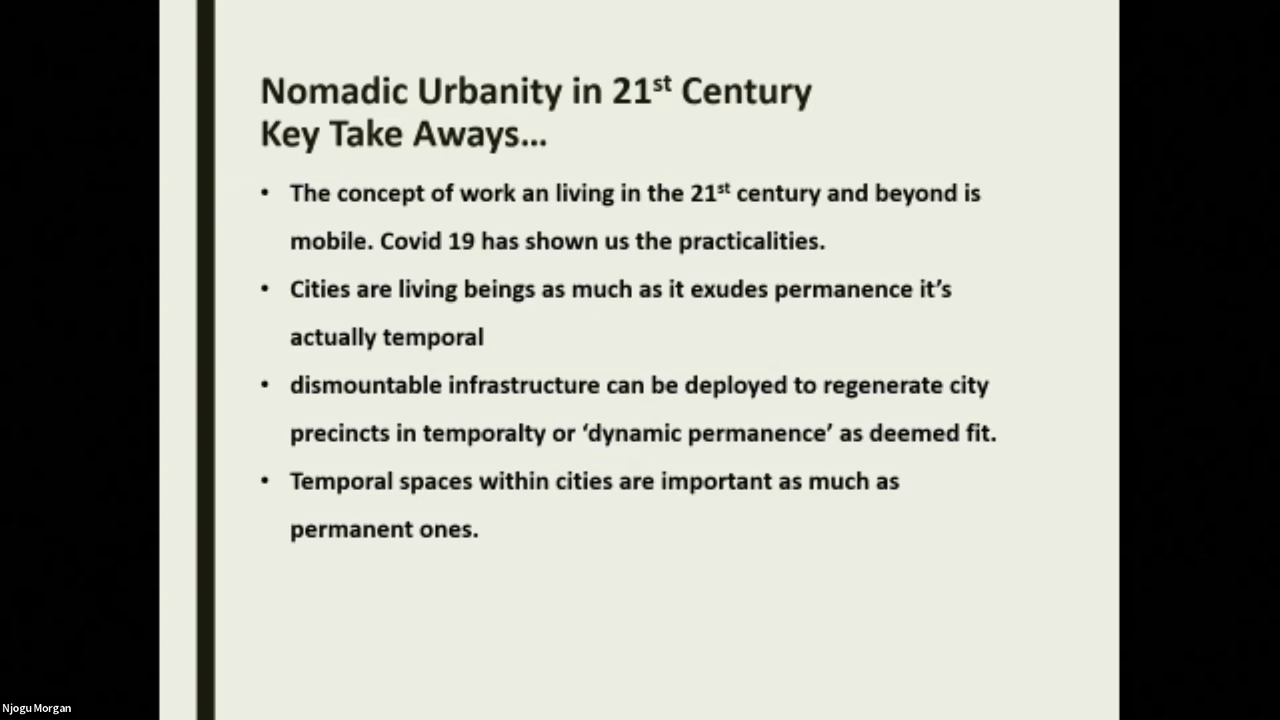 Nomadic Urbanity in 21st Century
Key Take Aways...
• The concept of work an living in the 21st century and beyond is
mobile. Covid 19 has shown us the practicalities.
• Cities are living beings as much as it exudes permanence it’s
actually temporal
• dismountable infrastructure can be deployed to regenerate city
precincts in temporalty or ‘dynamic permanence’ as deemed fit.
• Temporal spaces within cities are important as much as
permanent ones.
Njogu Morgan